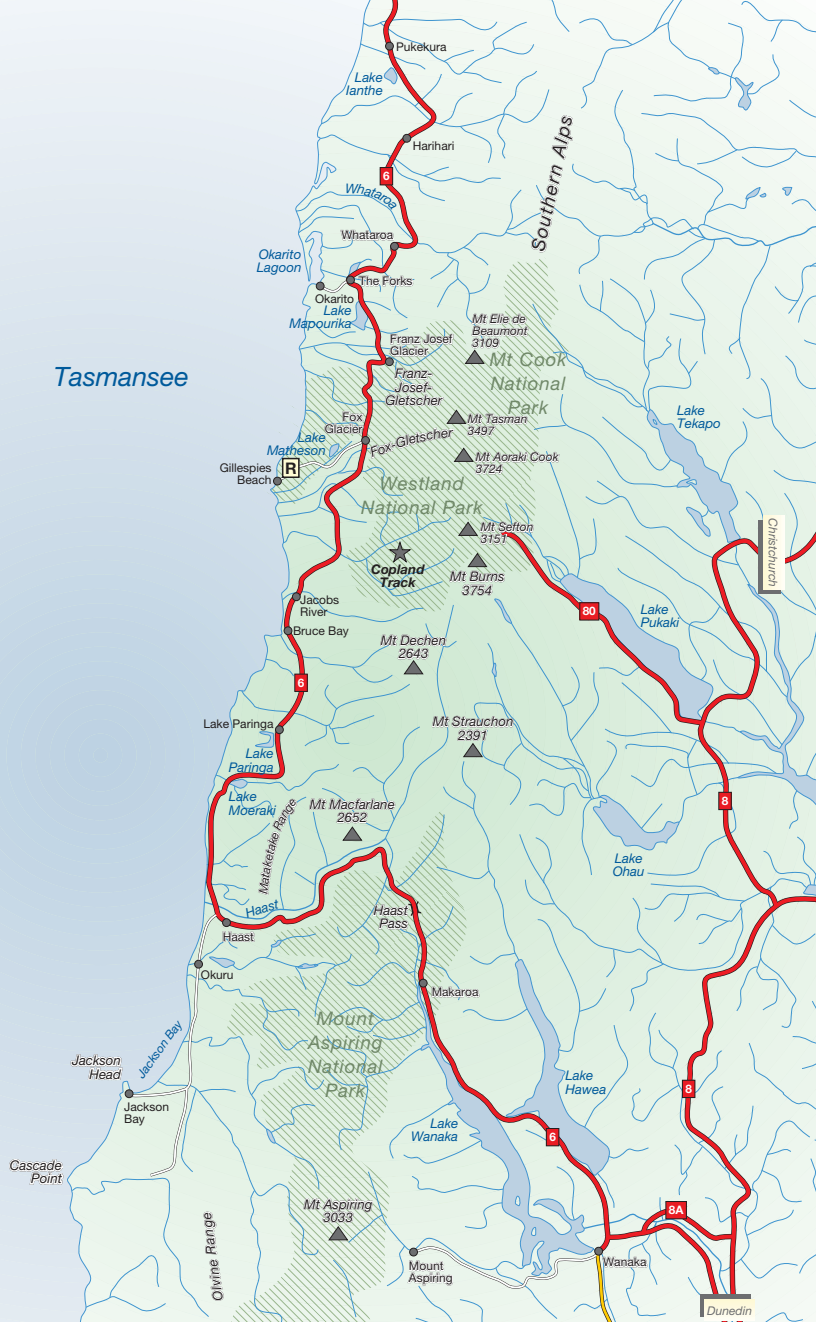 Pukekura
Lake
Ianthe
Harihari
Southern Alps
6
Whataroa
Whataroa
Okarito
Lagoon
The Forks
Okarito
Lake
Mapourika
Mt Elie de
Beaumont
3109
Franz Josef
Glacier
Mt Cook
National
Park
Franz-
Josef-
Gletscher
Tasmansee
Mt Tasman
3497
Lake
Tekapo
Fox
Glacier
Fox-Gletscher
Lake
Matheson
Mt Aoraki Cook
3724
Gillespies
Beach
R
Westland
National Park
Mt Sefton
3151
Christchurch
Copland
Track
Mt Burns
3754
Jacobs
River
80
Lake
Pukaki
Bruce Bay
Mt Dechen
2643
6
Lake Paringa
Mt Strauchon
2391
Lake
Paringa
Lake
Moeraki
8
Mt Macfarlane
2652
Mataketake Range
Lake
Ohau
Haast
Haast
Pass
Haast
Okuru
Makaroa
Mount
Aspiring
National
Park
Jackson Bay
Jackson
Head
Jackson
Bay
Lake
Hawea
8
Lake
Wanaka
6
Cascade
Point
Mt Aspiring
3033
8A
Olvine Range
Mount
Aspiring
Wanaka
Dunedin